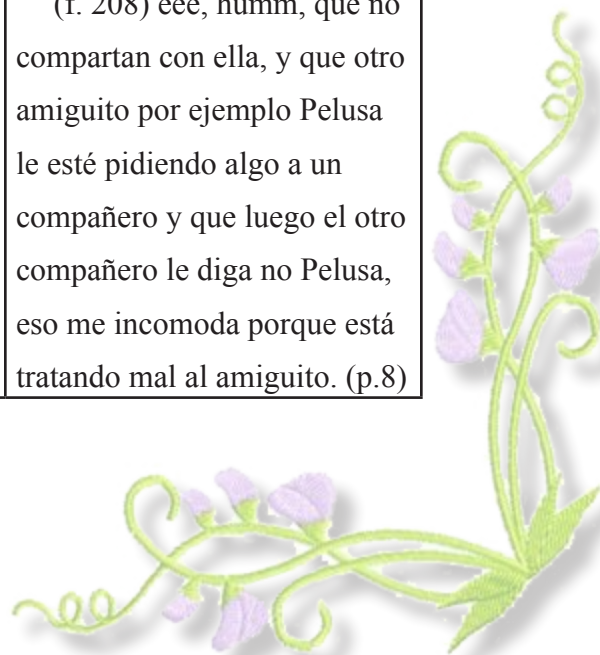 (f. 208) eee, humm, que no
compartan con ella, y que otro
amiguito por ejemplo Pelusa
le esté pidiendo algo a un
compañero y que luego el otro
compañero le diga no Pelusa,
eso me incomoda porque está
tratando mal al amiguito. (p.8)